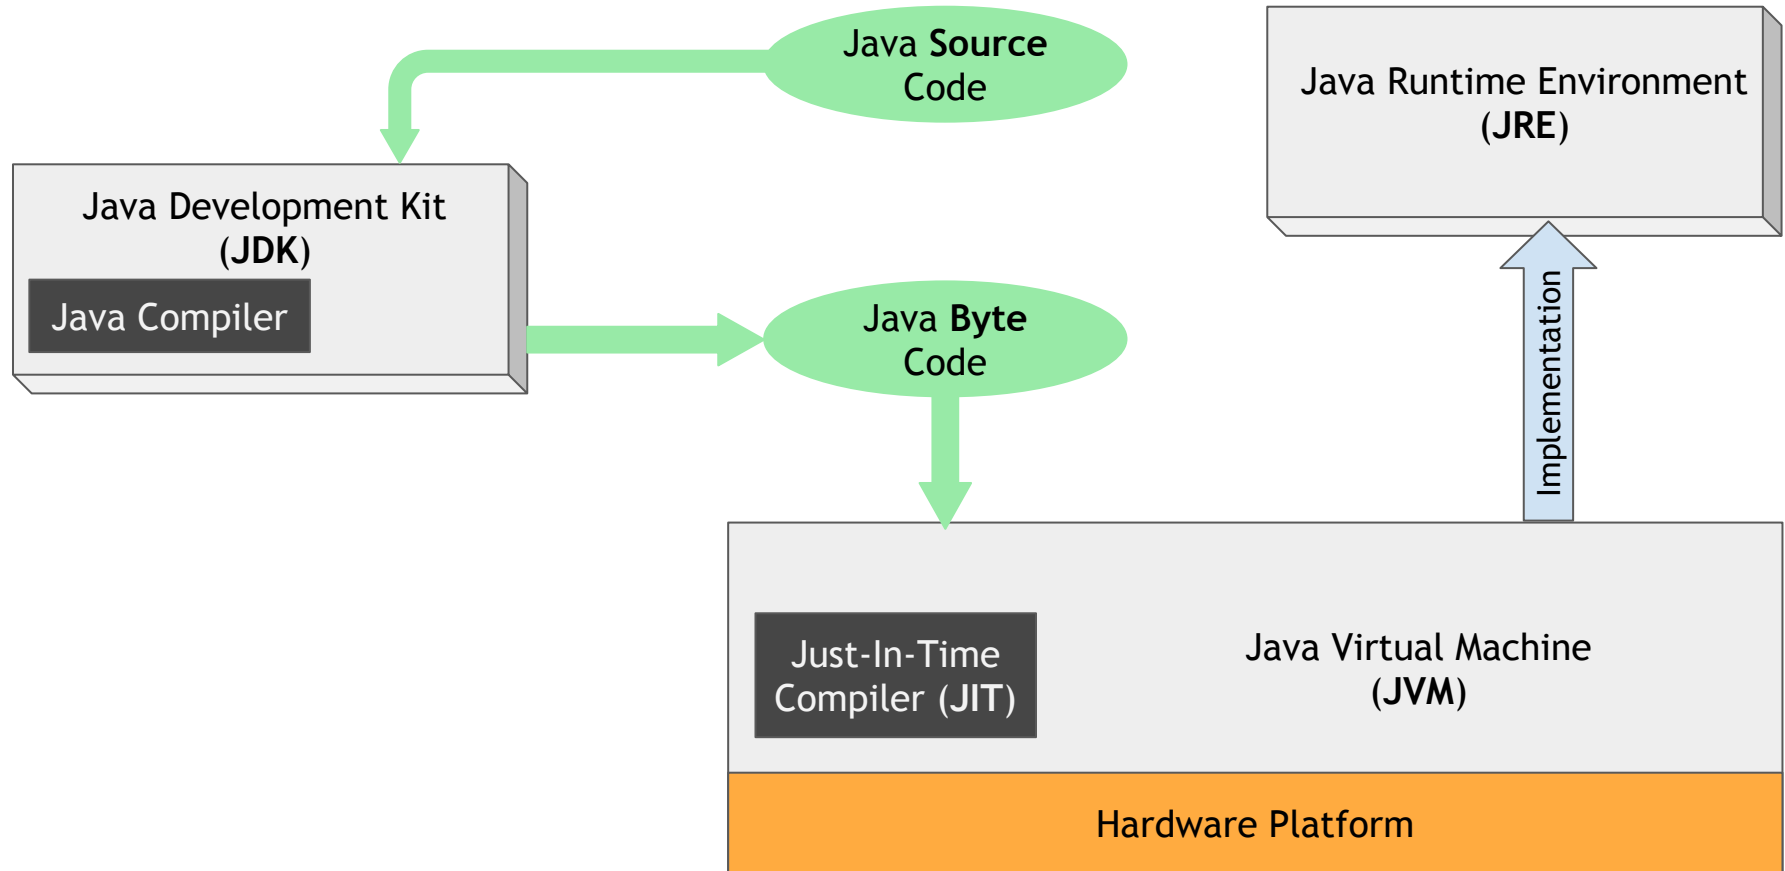 Java Source
Code
Java Runtime Environment
(JRE)
Java Development Kit
(JDK)
Java Compiler
Java Byte
Code
Implementation
Just-In-Time
Compiler (JIT)
Java Virtual Machine
(JVM)
Hardware Platform